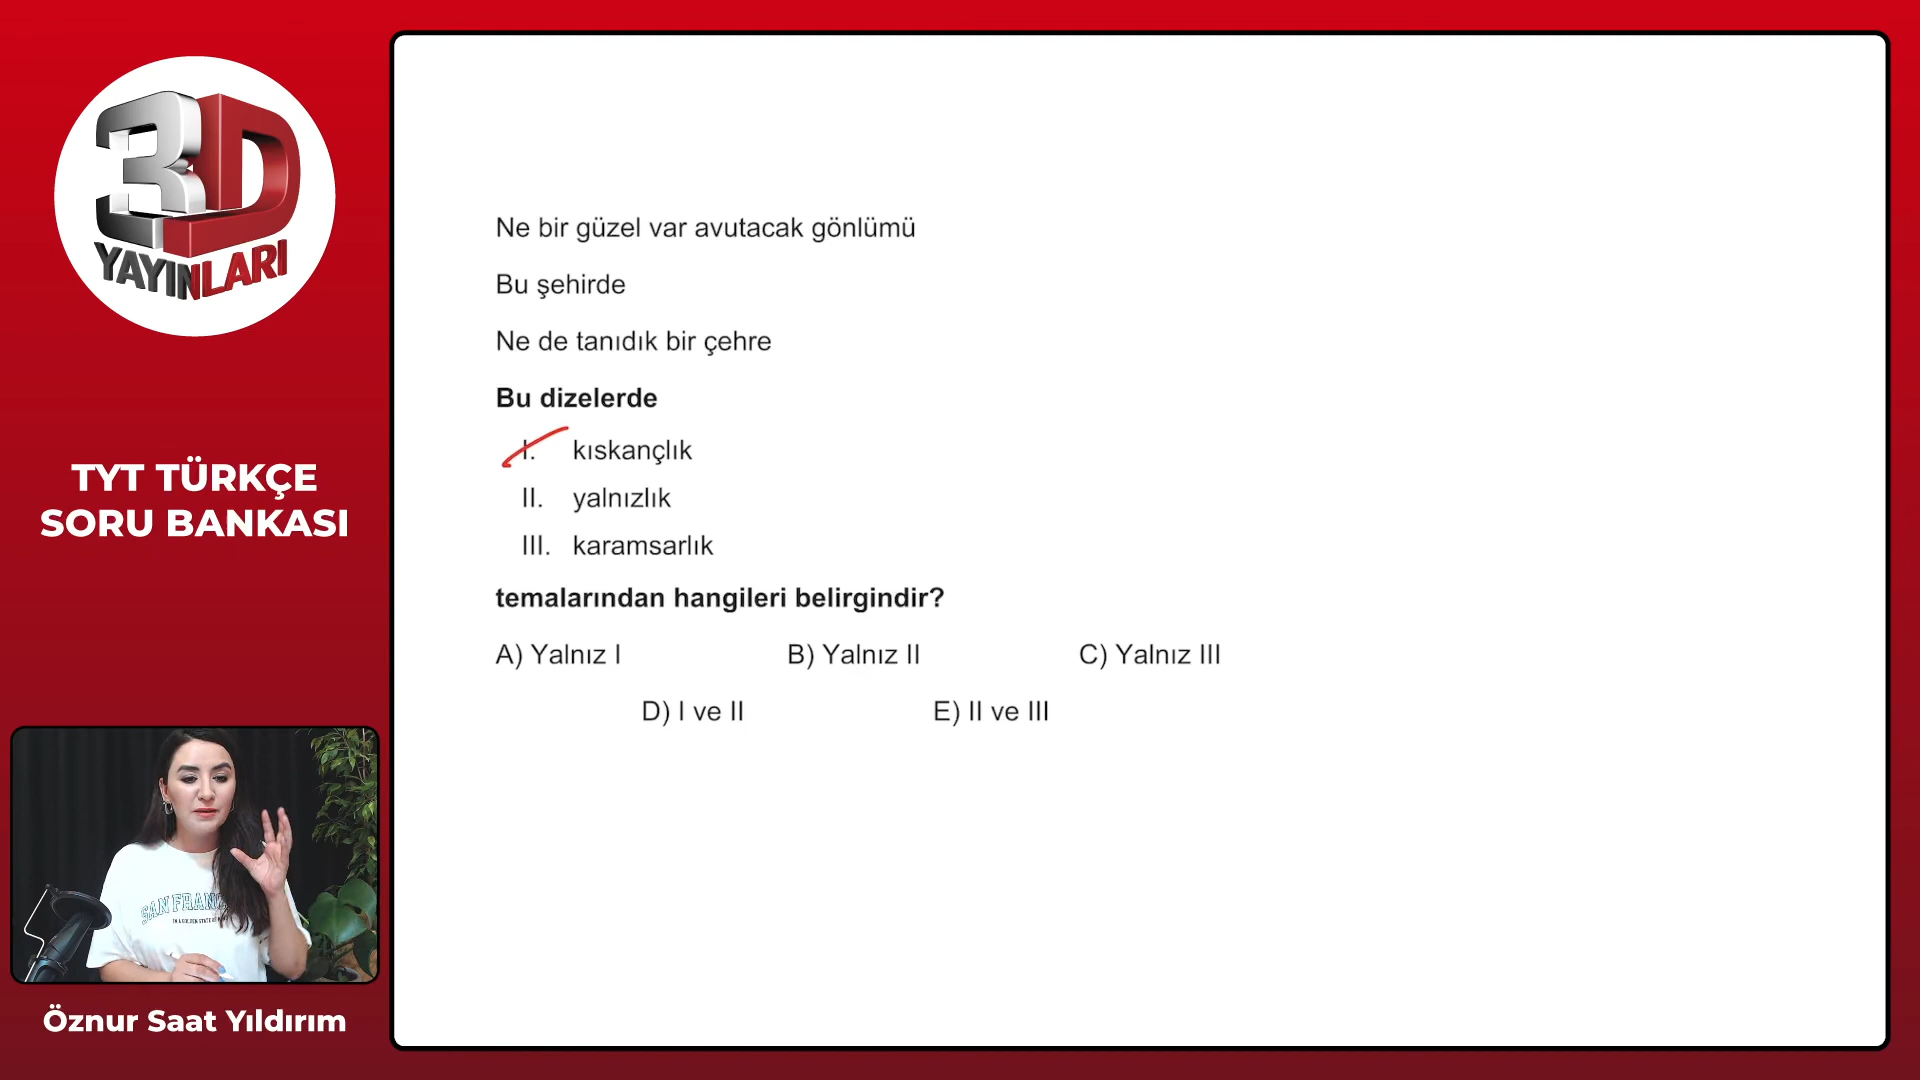 3D
YAYINLARI
TYT TÜRKÇE
SORU BANKASI
Öznur Saat Yıldırım
Ne bir güzel var avutacak gönlümü
Bu şehirde
Ne de tanıdık bir çehre
Bu dizelerde
I. kıskançlık
II. yalnızlık
III. karamsarlık
temalarından hangileri belirgindir?
A) Yalnız I B) Yalnız II C) Yalnız III
D) I ve II E) II ve III